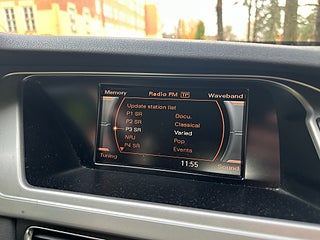 Memory Radio FM TP Waveband
Update station list
P1 SR Docu.
P2 SR Classical
P3 SR Varied
NRJ Pop
P4 SR Events
Tuning 11:55 Sound